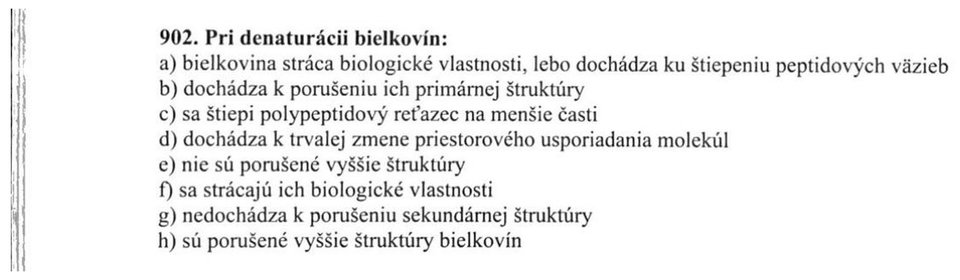 902. Pri denaturácii bielkovín:
a) bielkovina stráca biologické vlastnosti, lebo dochádza ku štiepeniu peptidových väzieb
b) dochádza k porušeniu ich primárnej štruktúry
c) sa štiepi polypeptidový reťazec na menšie časti
d) dochádza k trvalej zmene priestorového usporiadania molekúl
e) nie sú porušené vyššie štruktúry
f) sa strácajú ich biologické vlastnosti
g) nedochádza k porušeniu sekundárnej štruktúry
h) sú porušené vyššie štruktúry bielkovín